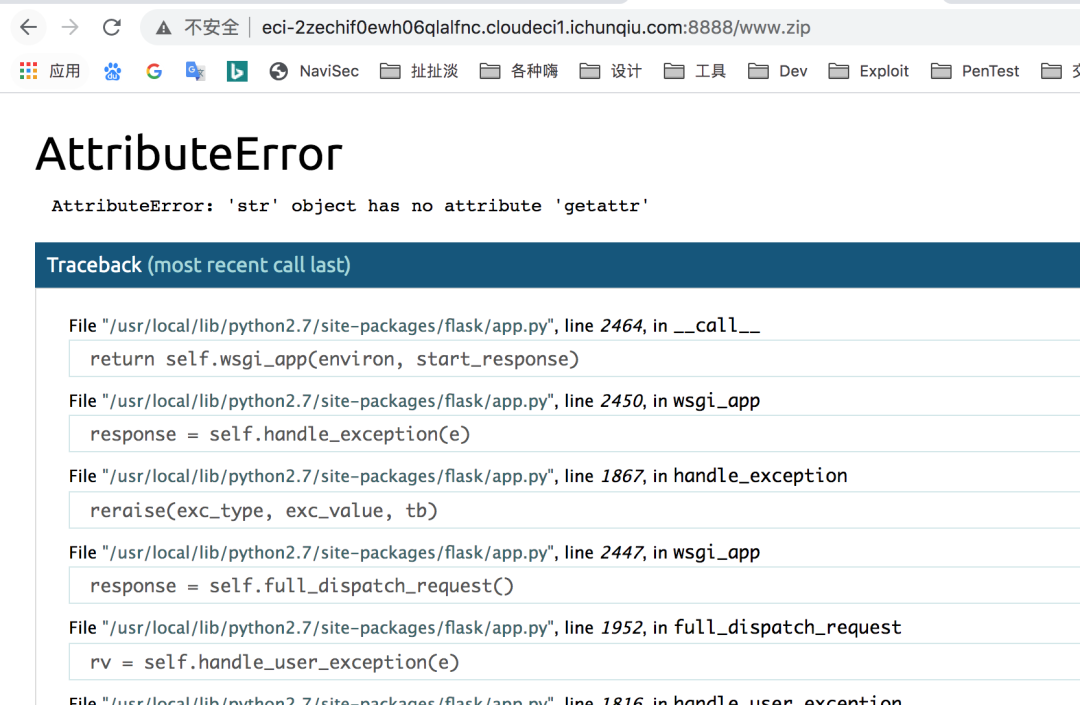 不安全 eci-2zechif0ewh06qlalfnc.cloudeci1.ichunqiu.com:8888/www.zip
应用 NaviSec 扯扯淡 各种嗨 设计 工具 Dev Exploit PenTest
AttributeError
AttributeError: 'str' object has no attribute 'getattr'
Traceback (most recent call last)
File "/usr/local/lib/python2.7/site-packages/flask/app.py", line 2464, in __call__
return self.wsgi_app(environ, start_response)
File "/usr/local/lib/python2.7/site-packages/flask/app.py", line 2450, in wsgi_app
response = self.handle_exception(e)
File "/usr/local/lib/python2.7/site-packages/flask/app.py", line 1867, in handle_exception
reraise(exc_type, exc_value, tb)
File "/usr/local/lib/python2.7/site-packages/flask/app.py", line 2447, in wsgi_app
response = self.full_dispatch_request()
File "/usr/local/lib/python2.7/site-packages/flask/app.py", line 1952, in full_dispatch_request
rv = self.handle_user_exception(e)
File "/usr/local/lib/python2.7/site-packages/flask/app.py", line 1816, in handle_user_exception